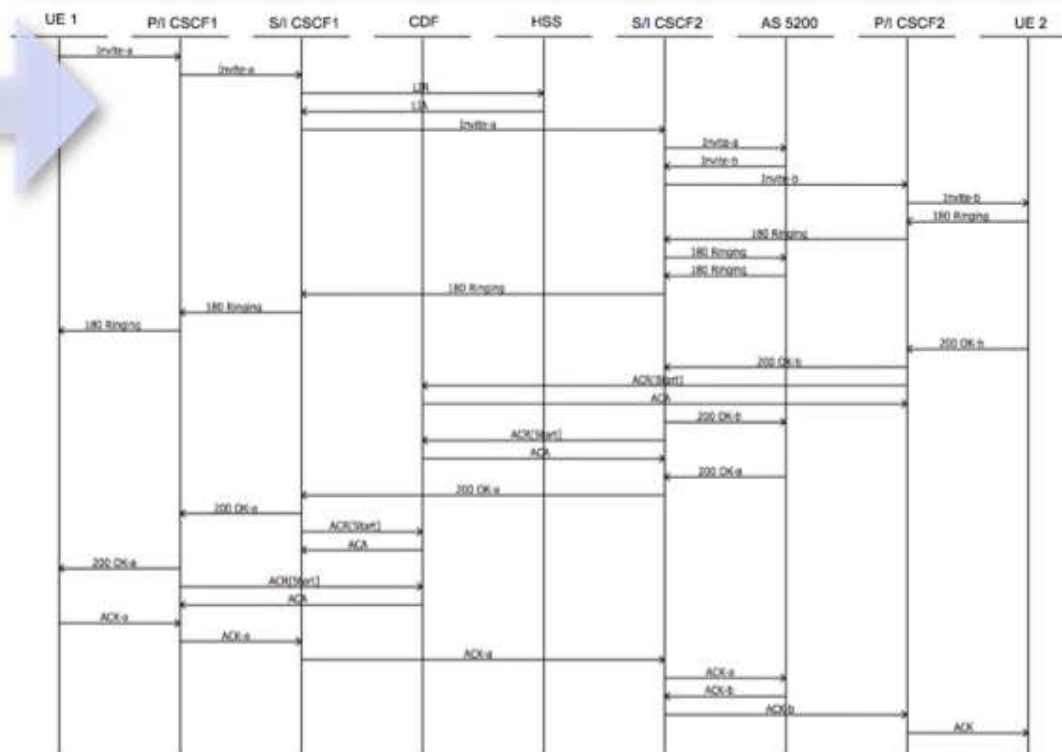 UE 1 P/I CSCF1 S/I CSCF1 CDF HSS S/I CSCF2 AS 5200 P/I CSCF2 UE 2
Invite-a
Invite-a
LIR
LIA
Invite-a
Invite-a
Invite-b
Invite-b
Invite-b
180 Ringing
180 Ringing
180 Ringing
180 Ringing
180 Ringing
180 Ringing
180 Ringing
200 OK-b
200 OK-b
ACR[Start]
ACA
200 OK-b
ACR[Start]
ACA
200 OK-a
200 OK-a
200 OK-a
ACR[Start]
ACA
200 OK-a
ACR[Start]
ACA
ACK-a
ACK-a
ACK-a
ACK-a
ACK-b
ACK-b
ACK